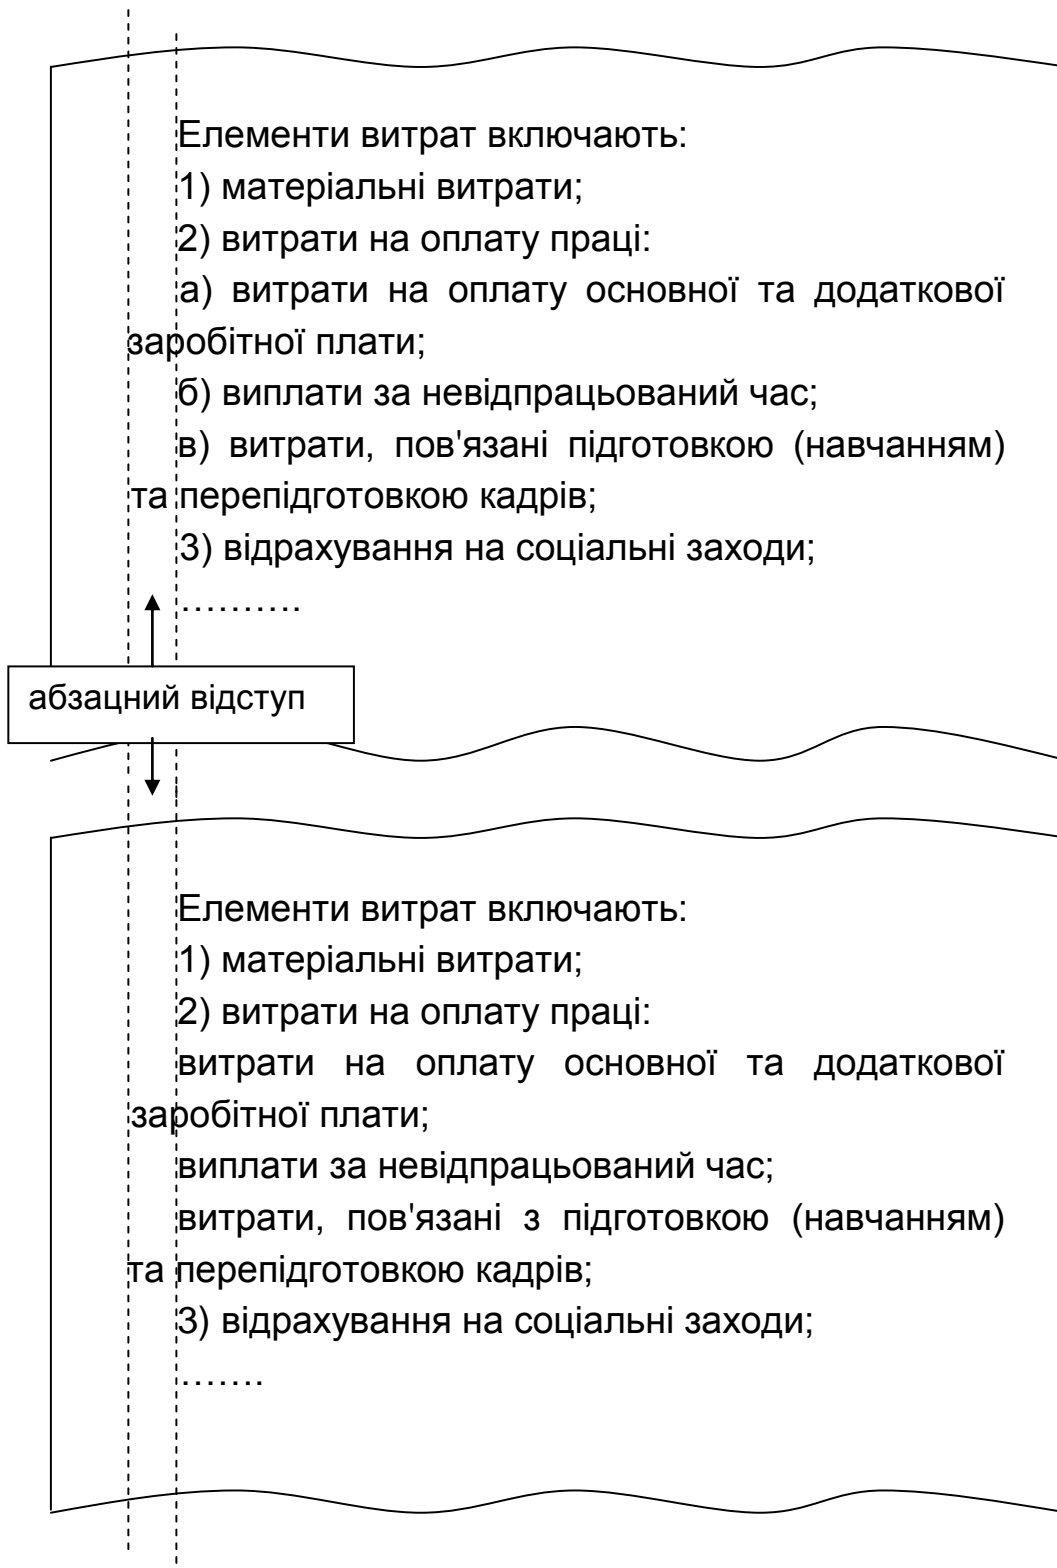 Елементи витрат включають:
1) матеріальні витрати;
2) витрати на оплату праці:
а) витрати на оплату основної та додаткової
заробітної плати;
б) виплати за невідпрацьований час;
в) витрати, пов'язані підготовкою (навчанням)
та перепідготовкою кадрів;
3) відрахування на соціальні заходи;
……….
абзацний відступ
Елементи витрат включають:
1) матеріальні витрати;
2) витрати на оплату праці:
витрати на оплату основної та додаткової
заробітної плати;
виплати за невідпрацьований час;
витрати, пов'язані з підготовкою (навчанням)
та перепідготовкою кадрів;
3) відрахування на соціальні заходи;
…….